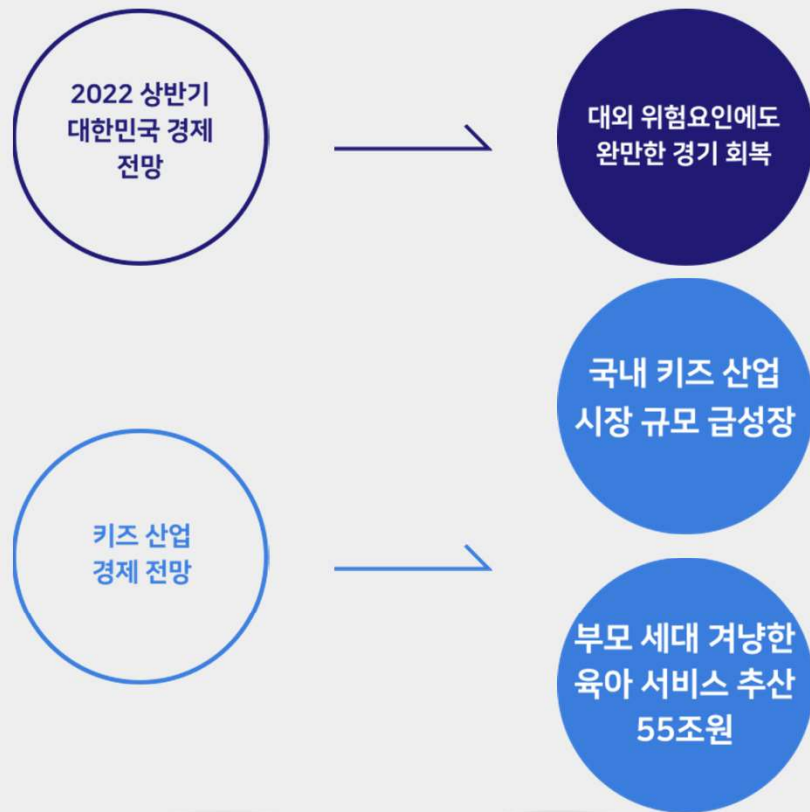 2022 상반기
대한민국 경제
전망
대외 위험요인에도
완만한 경기 회복
국내 키즈 산업
시장 규모 급성장
키즈 산업
경제 전망
부모 세대 겨냥한
육아 서비스 추산
55조원